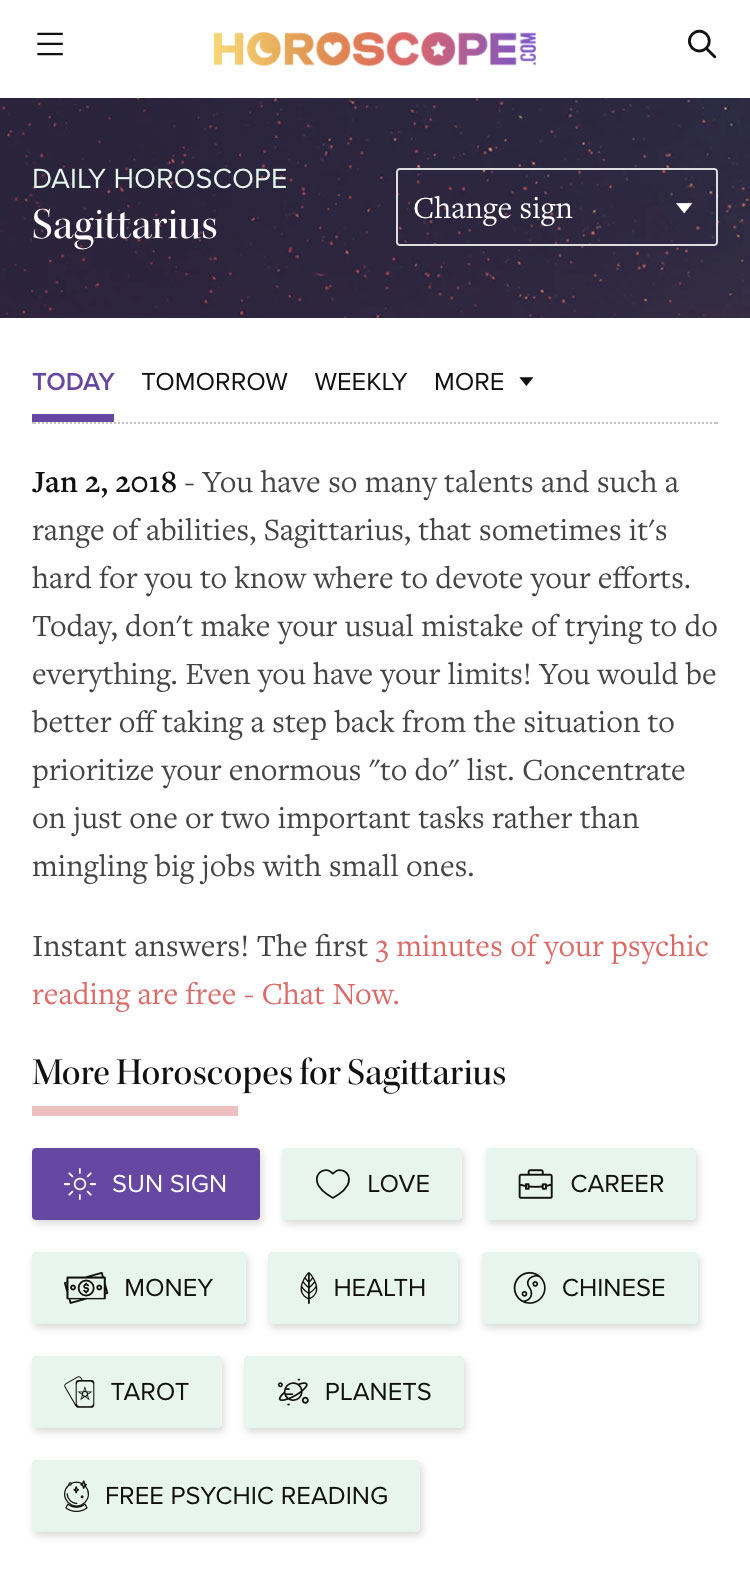 HOROSCOPE.COM
DAILY HOROSCOPE
Sagittarius
Change sign
TODAY TOMORROW WEEKLY MORE
Jan 2, 2018 - You have so many talents and such a
range of abilities, Sagittarius, that sometimes it's
hard for you to know where to devote your efforts.
Today, don't make your usual mistake of trying to do
everything. Even you have your limits! You would be
better off taking a step back from the situation to
prioritize your enormous "to do" list. Concentrate
on just one or two important tasks rather than
mingling big jobs with small ones.
Instant answers! The first 3 minutes of your psychic
reading are free - Chat Now.
More Horoscopes for Sagittarius
SUN SIGN LOVE CAREER
MONEY HEALTH CHINESE
TAROT PLANETS
FREE PSYCHIC READING